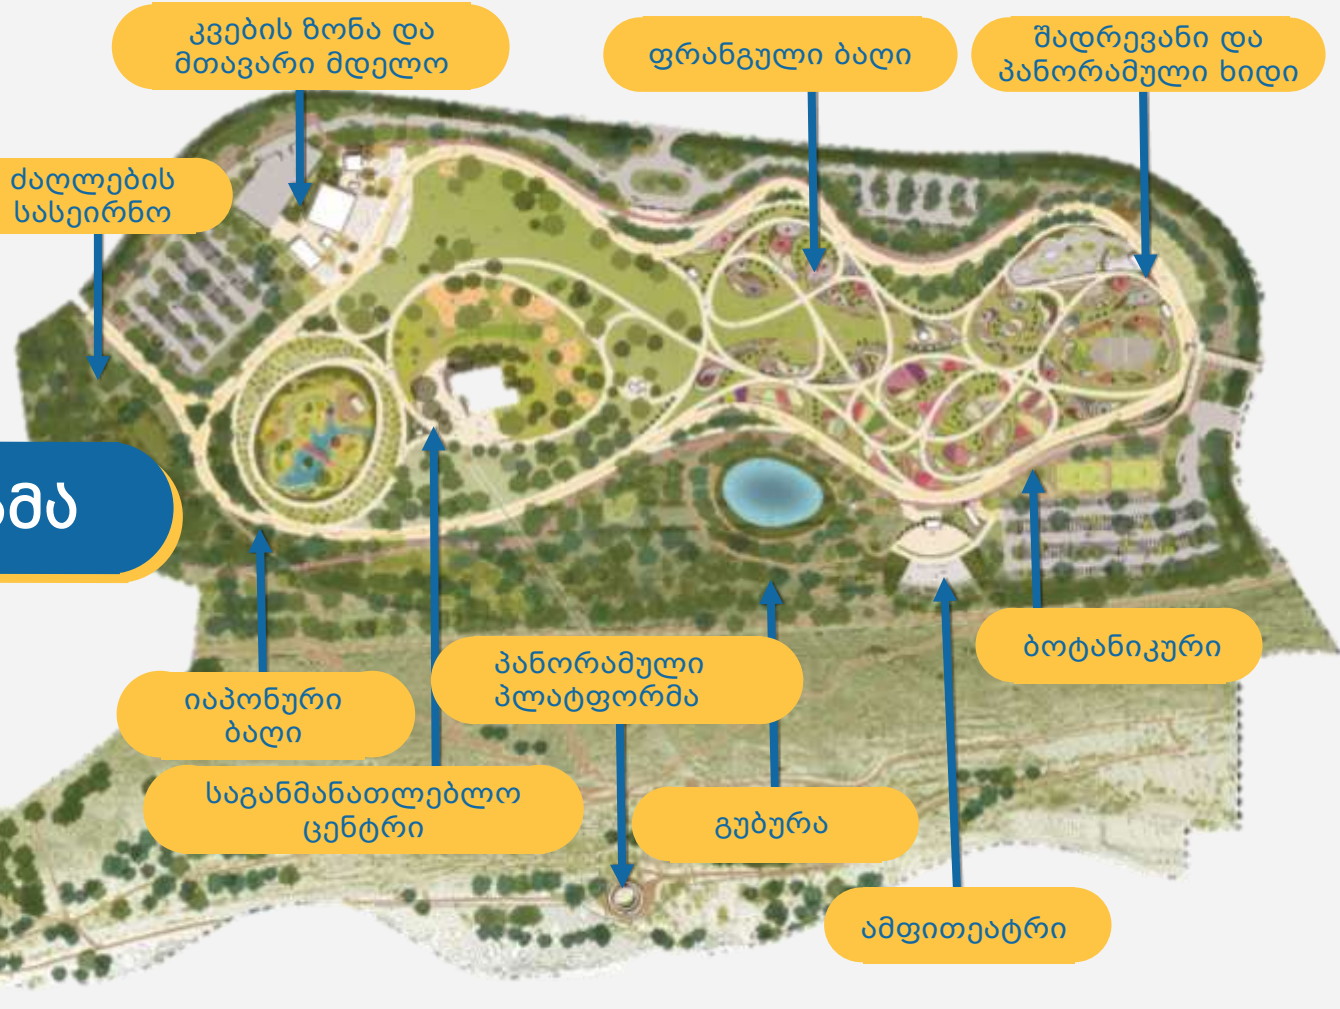 კვების ზონა და
მთავარი მდელო
ფრანგული ბაღი
შადრევანი და
პანორამული ხიდი
ძაღლების
სასეირნო
ბოტანიკური
პანორამული
პლატფორმა
იაპონური
ბაღი
საგანმანათლებლო
ცენტრი
გუბურა
ამფითეატრი